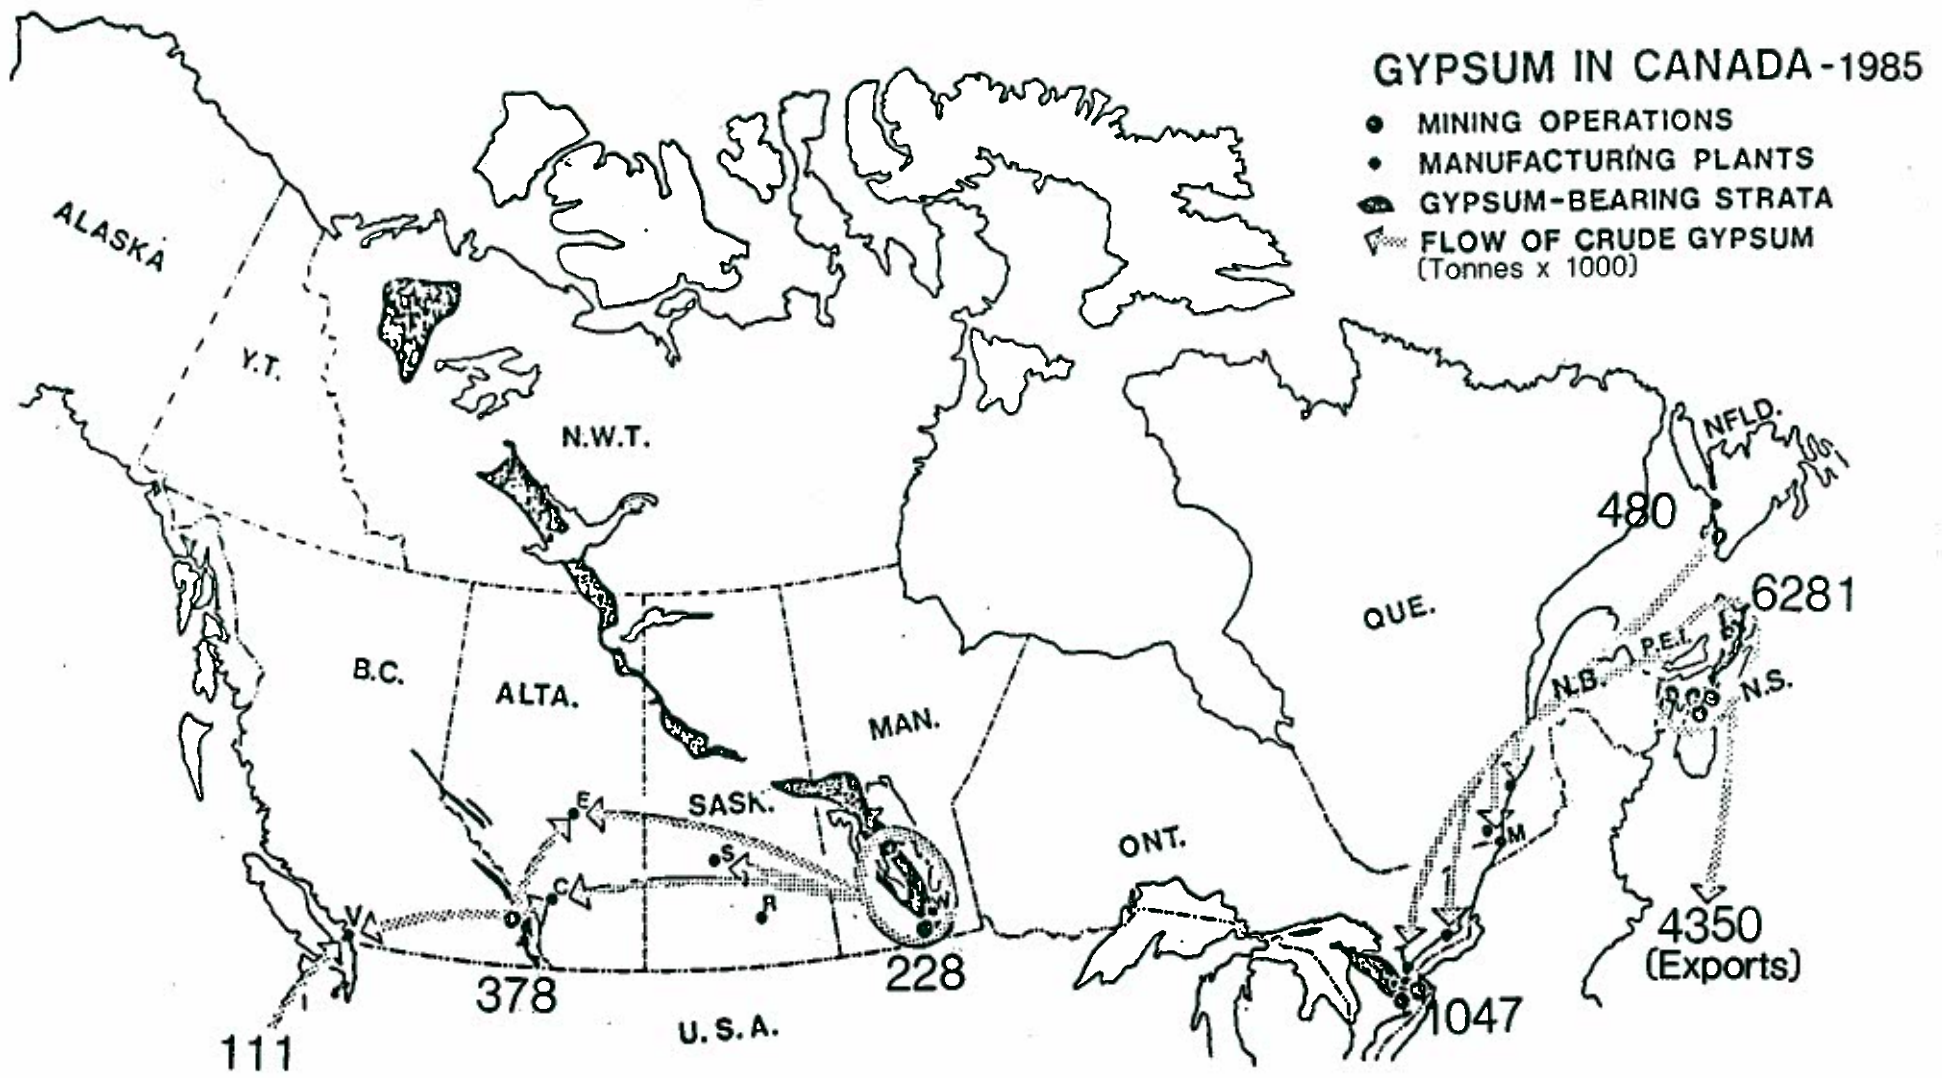 GYPSUM IN CANADA - 1985
MINING OPERATIONS
MANUFACTURING PLANTS
GYPSUM-BEARING STRATA
FLOW OF CRUDE GYPSUM
(Tonnes x 1000)
ALASKA
Y.T.
N.W.T.
NFLD.
480
6281
QUE.
P.E.I.
B.C.
N.B.
N.S.
ALTA.
MAN.
SASK.
E
ONT.
M
S
C
R
W
V
4350
(Exports)
228
378
1047
U.S.A.
111